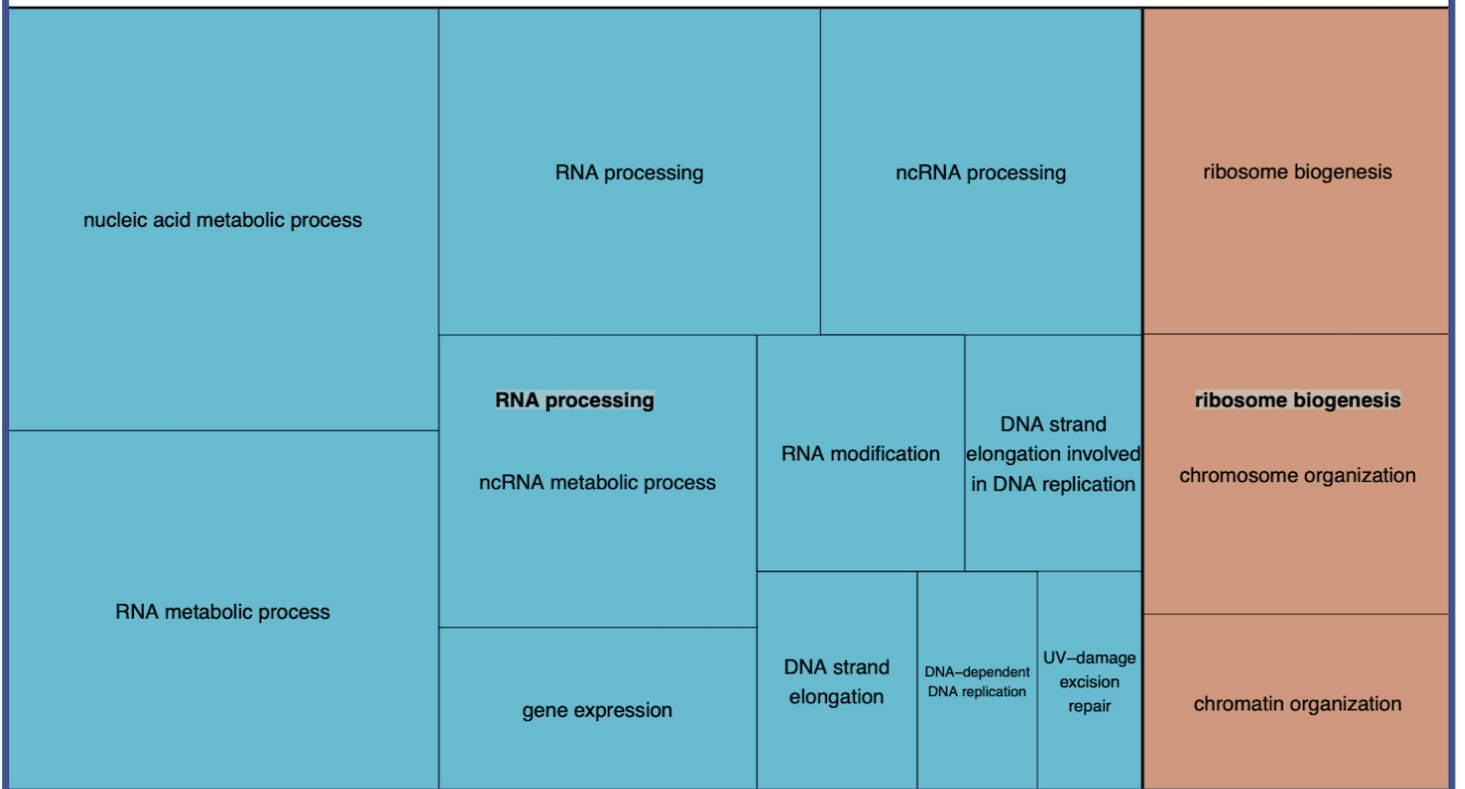 nucleic acid metabolic process
RNA metabolic process
RNA processing
ncRNA processing
RNA processing
ncRNA metabolic process
gene expression
RNA modification
DNA strand
elongation involved
in DNA replication
DNA strand
elongation
DNA−dependent
DNA replication
UV−damage
excision
repair
ribosome biogenesis
ribosome biogenesis
chromosome organization
chromatin organization